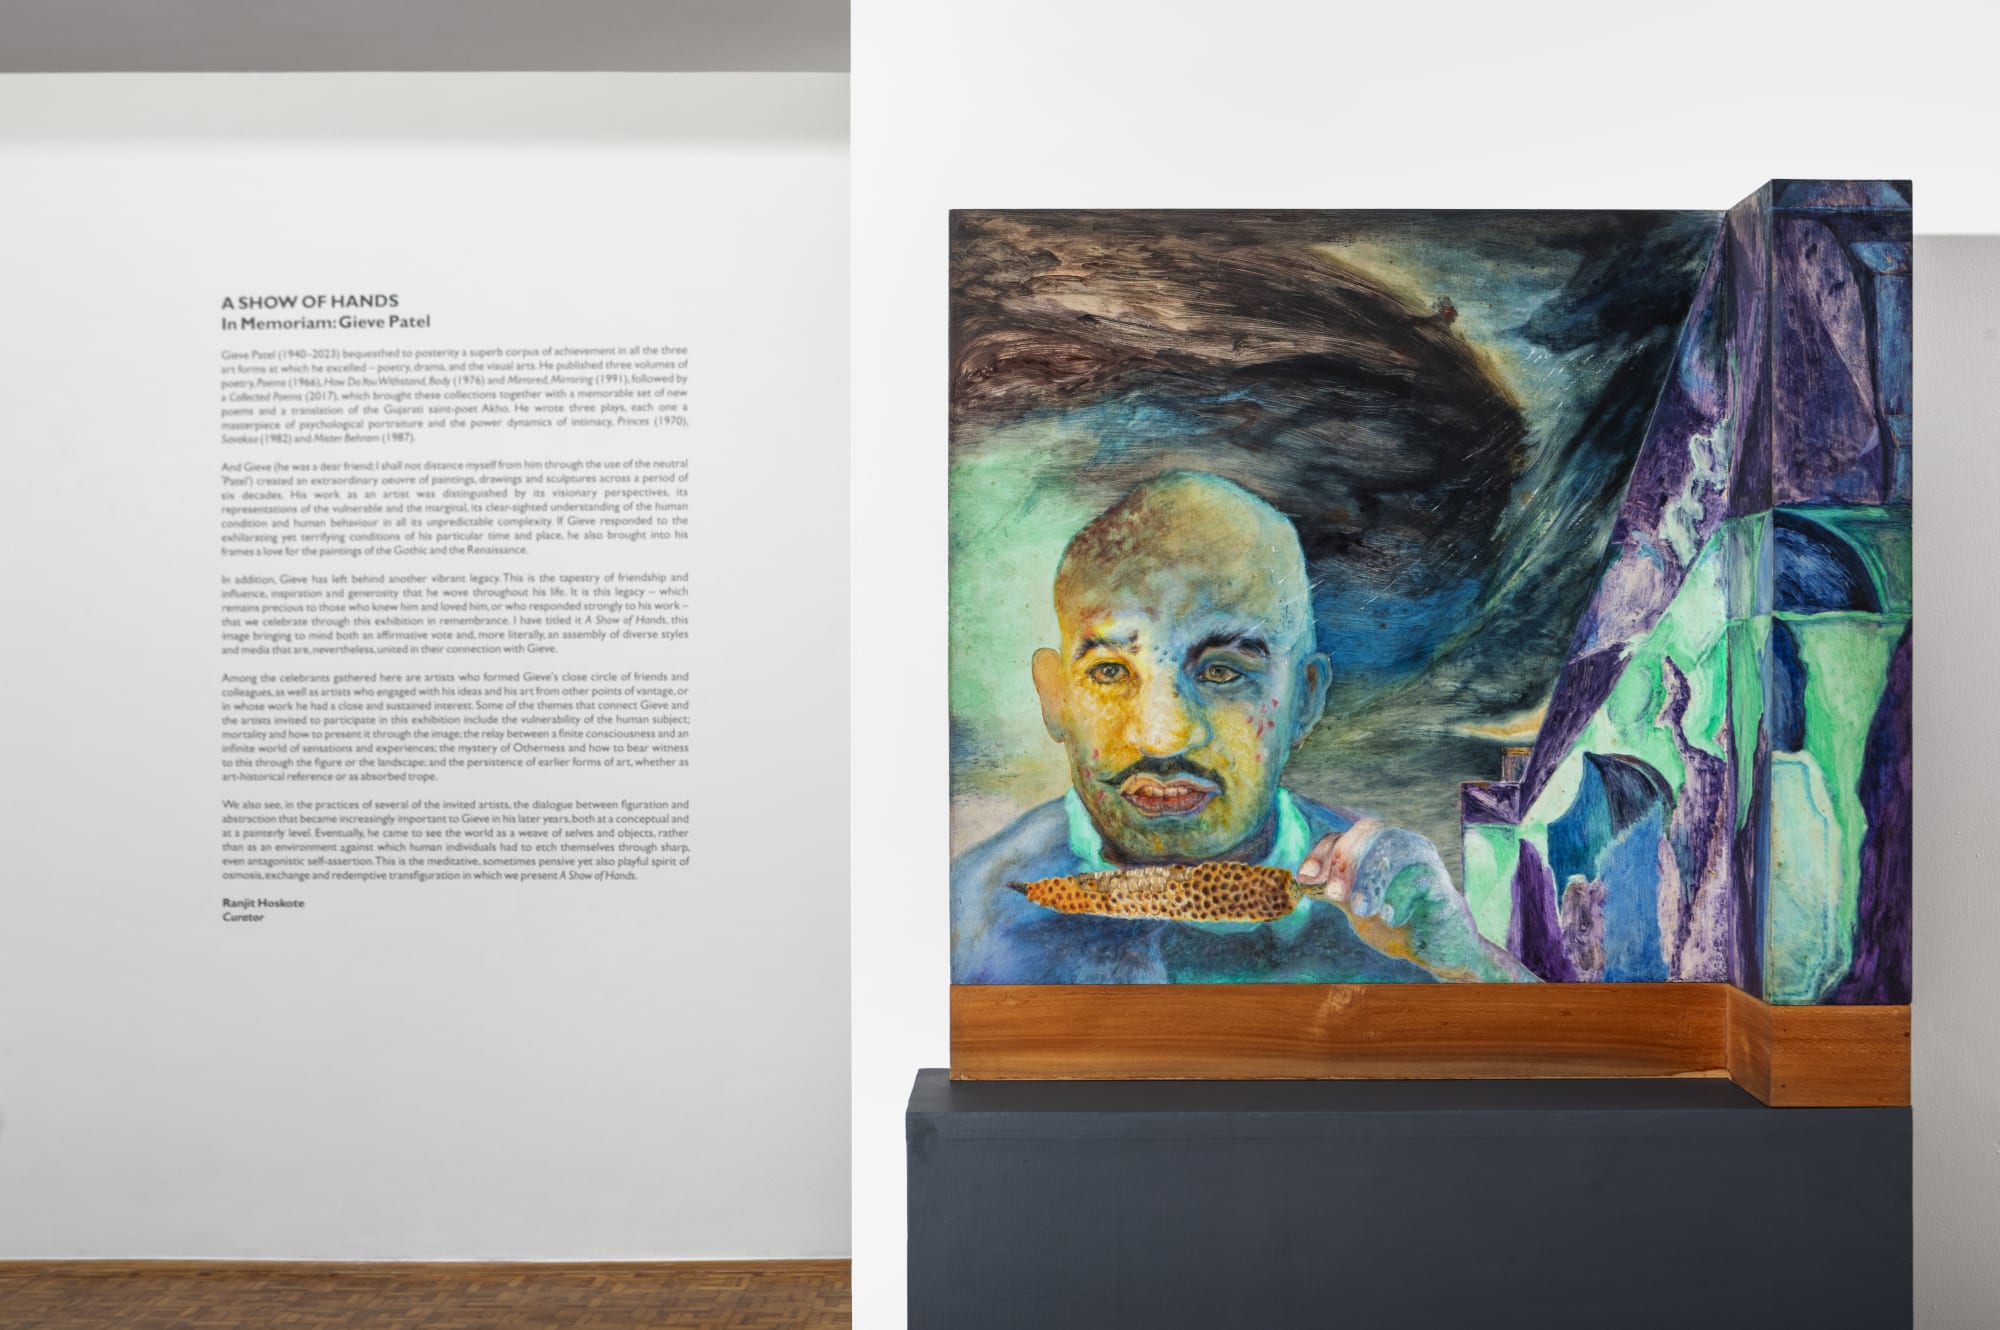 A SHOW OF HANDS
In Memoriam: Gieve Patel
Gieve Patel (1940–2023) bequeathed to posterity a superb corpus of achievement in all the three
art forms at which he excelled – poetry, drama, and the visual arts. He published three volumes of
poetry, Poems (1966), How Do You Withstand, Body (1976) and Mirrored, Mirroring (1991), followed by
a Collected Poems (2017), which brought these collections together with a memorable set of new
poems and a translation of the Gujarati saint-poet Akho. He wrote three plays, each one a
masterpiece of psychological portraiture and the power dynamics of intimacy, Princes (1970),
Savaksa (1982) and Mister Behram (1987).
And Gieve (he was a dear friend; I shall not distance myself from him through the use of the neutral
'Patel') created an extraordinary oeuvre of paintings, drawings and sculptures across a period of
six decades. His work as an artist was distinguished by its visionary perspectives, its
representations of the vulnerable and the marginal, its clear-sighted understanding of the human
condition and human behaviour in all its unpredictable complexity. If Gieve responded to the
exhilarating yet terrifying conditions of his particular time and place, he also brought into his
frames a love for the paintings of the Gothic and the Renaissance.
In addition, Gieve has left behind another vibrant legacy. This is the tapestry of friendship and
influence, inspiration and generosity that he wove throughout his life. It is this legacy – which
remains precious to those who knew him and loved him, or who responded strongly to his work –
that we celebrate through this exhibition in remembrance. I have titled it A Show of Hands, this
image bringing to mind both an affirmative vote and, more literally, an assembly of diverse styles
and media that are, nevertheless, united in their connection with Gieve.
Among the celebrants gathered here are artists who formed Gieve's close circle of friends and
colleagues, as well as artists who engaged with his ideas and his art from other points of vantage, or
in whose work he had a close and sustained interest. Some of the themes that connect Gieve and
the artists invited to participate in this exhibition include the vulnerability of the human subject;
mortality and how to present it through the image; the relay between a finite consciousness and an
infinite world of sensations and experiences; the mystery of Otherness and how to bear witness
to this through the figure or the landscape; and the persistence of earlier forms of art, whether as
art-historical reference or as absorbed trope.
We also see, in the practices of several of the invited artists, the dialogue between figuration and
abstraction that became increasingly important to Gieve in his later years, both at a conceptual and
at a painterly level. Eventually, he came to see the world as a weave of selves and objects, rather
than as an environment against which human individuals had to etch themselves through sharp,
even antagonistic self-assertion. This is the meditative, sometimes pensive yet also playful spirit of
osmosis, exchange and redemptive transfiguration in which we present A Show of Hands.
Ranjit Hoskote
Curator